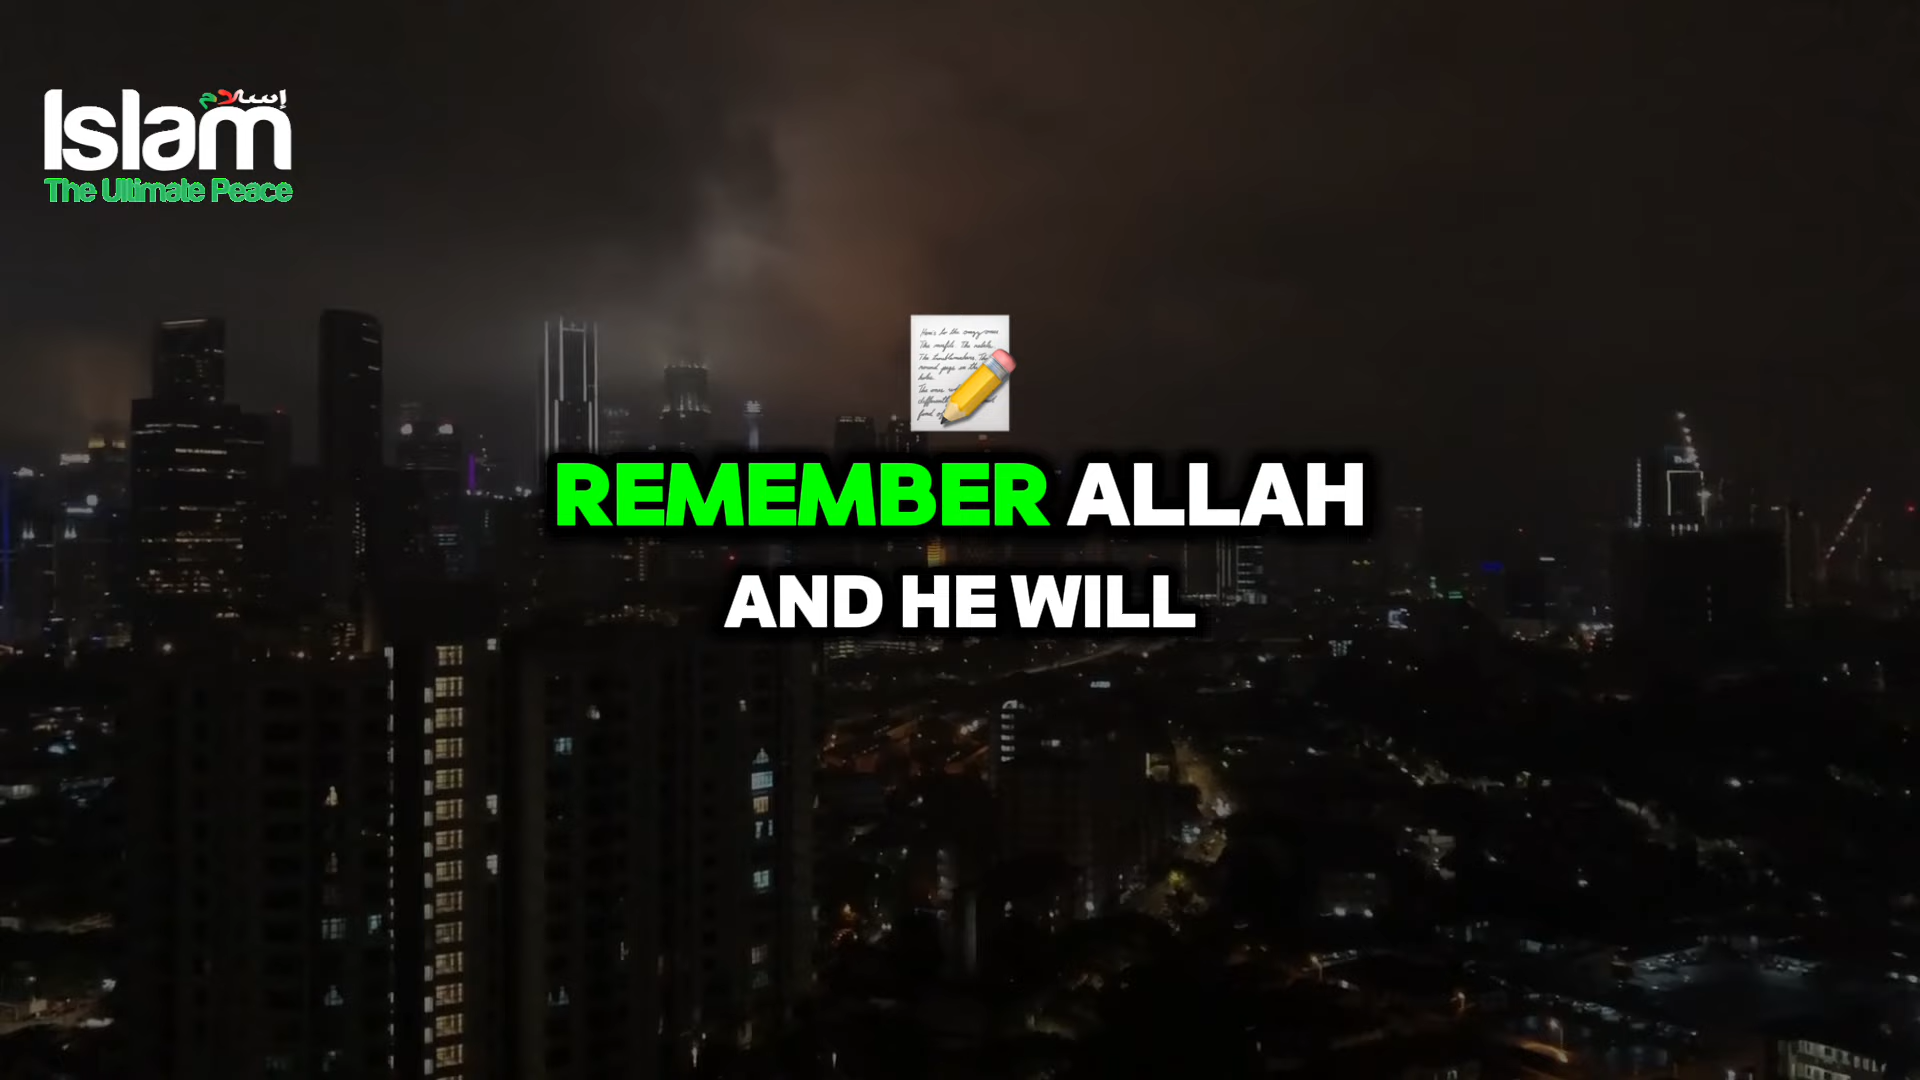 إسلام
Islam
The Ultimate Peace
REMEMBER ALLAH
AND HE WILL